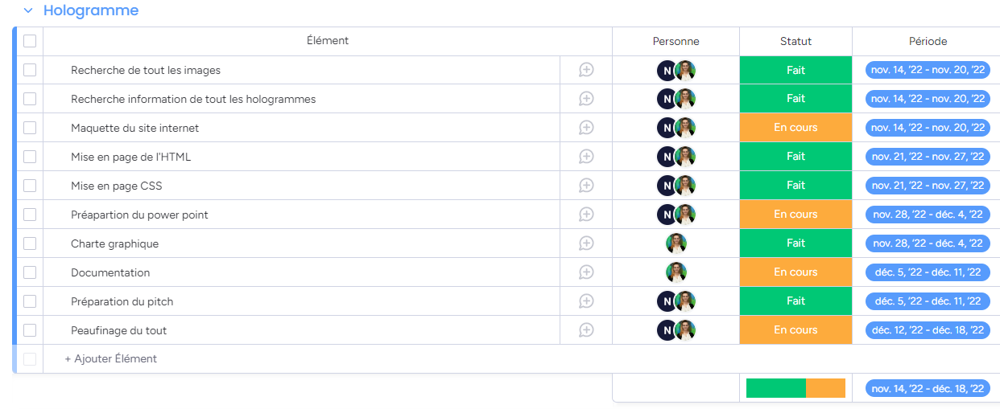 Hologramme
Élément Personne Statut Période
Recherche de tout les images N Fait nov. 14, '22 - nov. 20, '22
Recherche information de tout les hologrammes N Fait nov. 14, '22 - nov. 20, '22
Maquette du site internet N En cours nov. 14, '22 - nov. 20, '22
Mise en page de l'HTML N Fait nov. 21, '22 - nov. 27, '22
Mise en page CSS N Fait nov. 21, '22 - nov. 27, '22
Préapartion du power point N En cours nov. 28, '22 - déc. 4, '22
Charte graphique Fait nov. 28, '22 - déc. 4, '22
Documentation En cours déc. 5, '22 - déc. 11, '22
Préparation du pitch N Fait déc. 5, '22 - déc. 11, '22
Peaufinage du tout N En cours déc. 12, '22 - déc. 18, '22
+ Ajouter Élément
nov. 14, '22 - déc. 18, '22